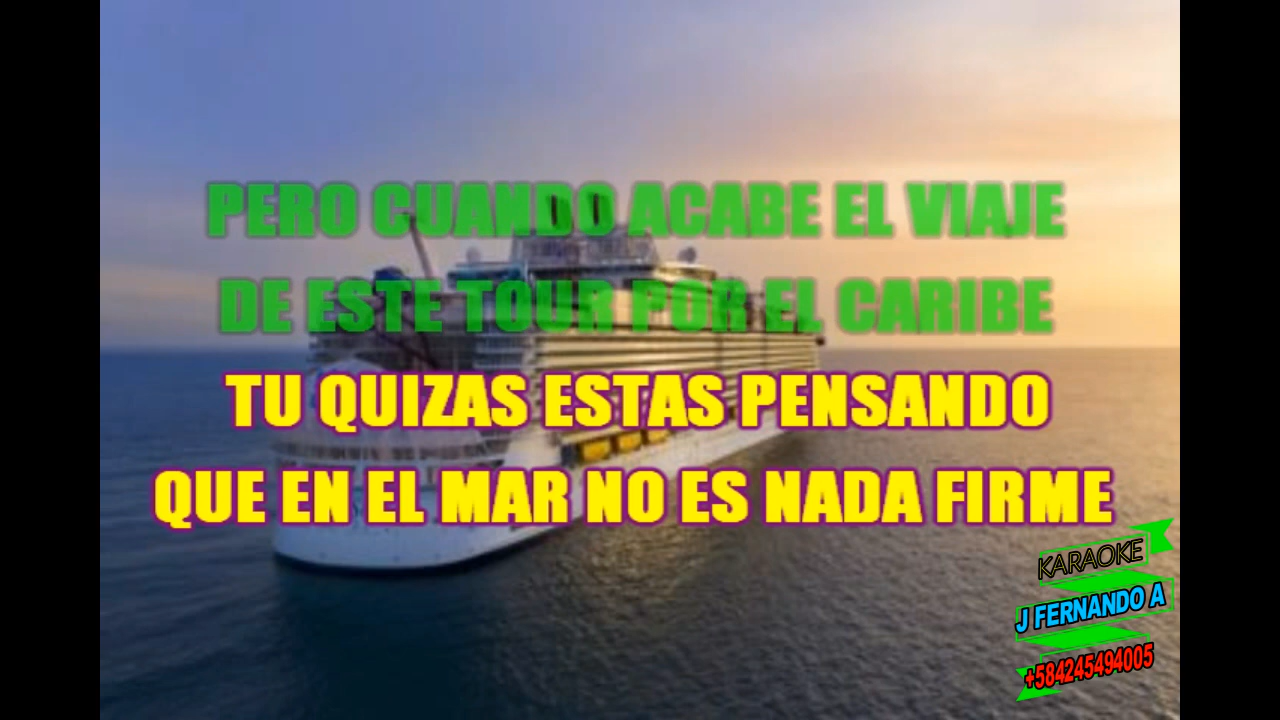 PERO CUANDO ACABE EL VIAJE
DE ESTE TOUR POR EL CARIBE
TU QUIZAS ESTAS PENSANDO
QUE EN EL MAR NO ES NADA FIRME
KARAOKE
J FERNANDO A
+584245494005